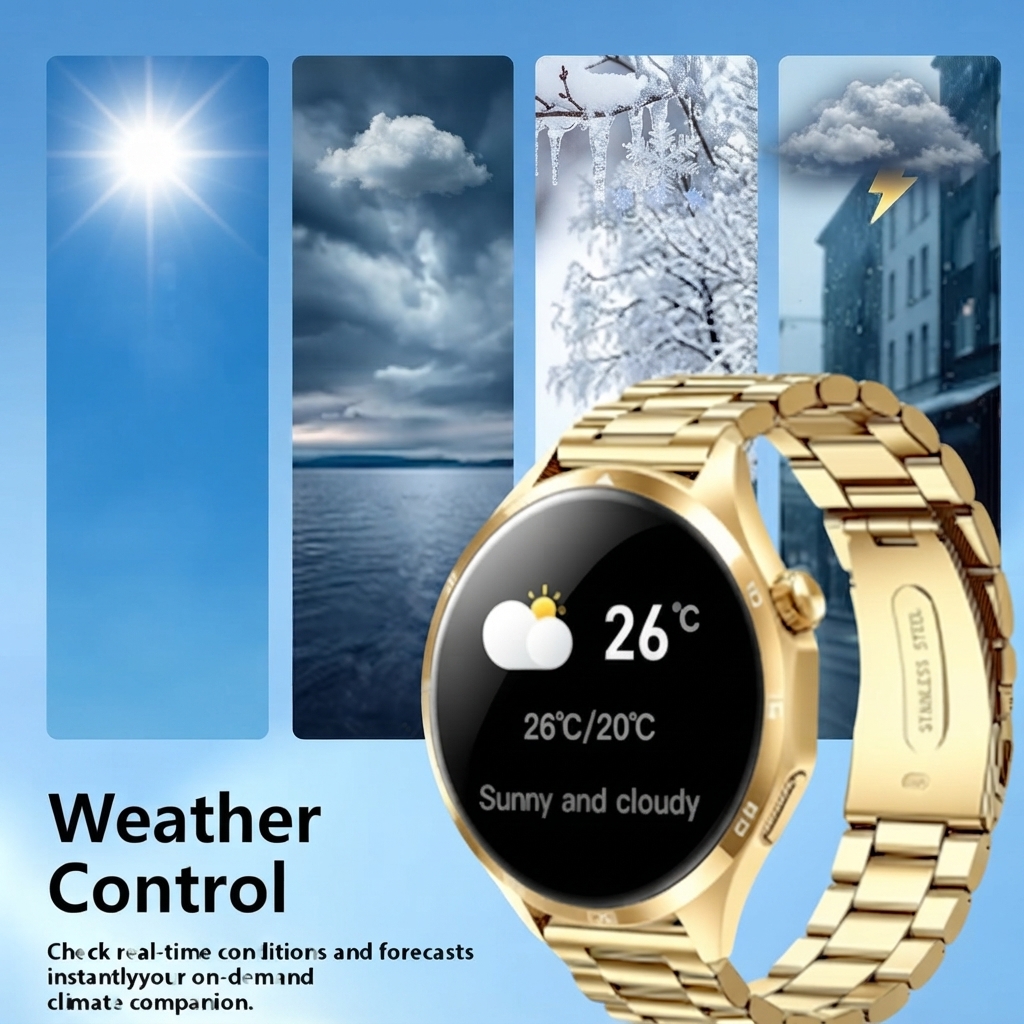 26℃
26℃/20℃
Sunny and cloudy
STAINLESS STEEL
Weather
Control
Check real-time conditions and forecasts
instantlyyour on-demand
climate companion.